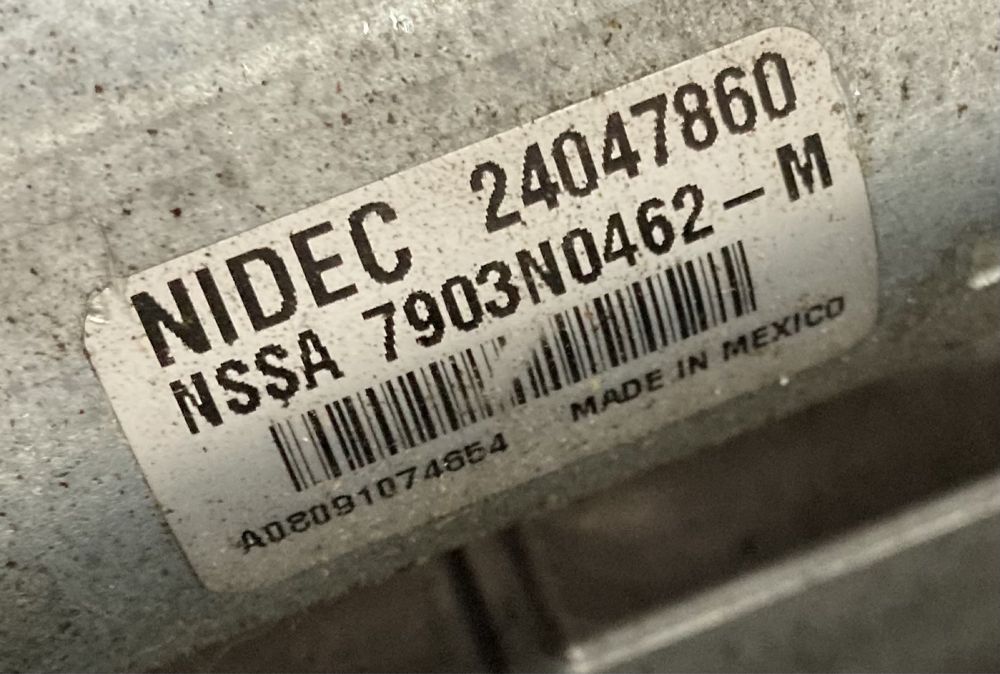 NIDEC 24047860
NSSA 7903N0462-M
A08091074654 MADE IN MEXICO